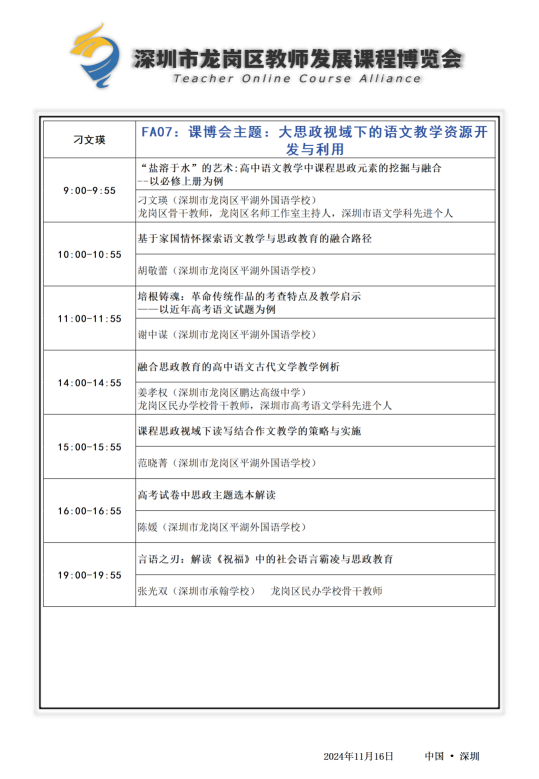 深圳市龙岗区教师发展课程博览会
Teacher Online Course Alliance
刁文瑛
FA07：课博会主题：大思政视域下的语文教学资源开
发与利用
9:00-9:55
“盐溶于水”的艺术:高中语文教学中课程思政元素的挖掘与融合
--以必修上册为例
刁文瑛（深圳市龙岗区平湖外国语学校）
龙岗区骨干教师，龙岗区名师工作室主持人，深圳市语文学科先进个人
10:00-10:55
基于家国情怀探索语文教学与思政教育的融合路径
胡敬蕾（深圳市龙岗区平湖外国语学校）
11:00-11:55
培根铸魂：革命传统作品的考查特点及教学启示
——以近年高考语文试题为例
谢中谋（深圳市龙岗区平湖外国语学校）
14:00-14:55
融合思政教育的高中语文古代文学教学例析
姜孝权（深圳市龙岗区鹏达高级中学）
龙岗区民办学校骨干教师，深圳市高考语文学科先进个人
15:00-15:55
课程思政视域下读写结合作文教学的策略与实施
范晓菁（深圳市龙岗区平湖外国语学校）
16:00-16:55
高考试卷中思政主题选本解读
陈媛（深圳市龙岗区平湖外国语学校）
19:00-19:55
言语之刃：解读《祝福》中的社会语言霸凌与思政教育
张光双（深圳市承翰学校） 龙岗区民办学校骨干教师
2024年11月16日 中国 • 深圳